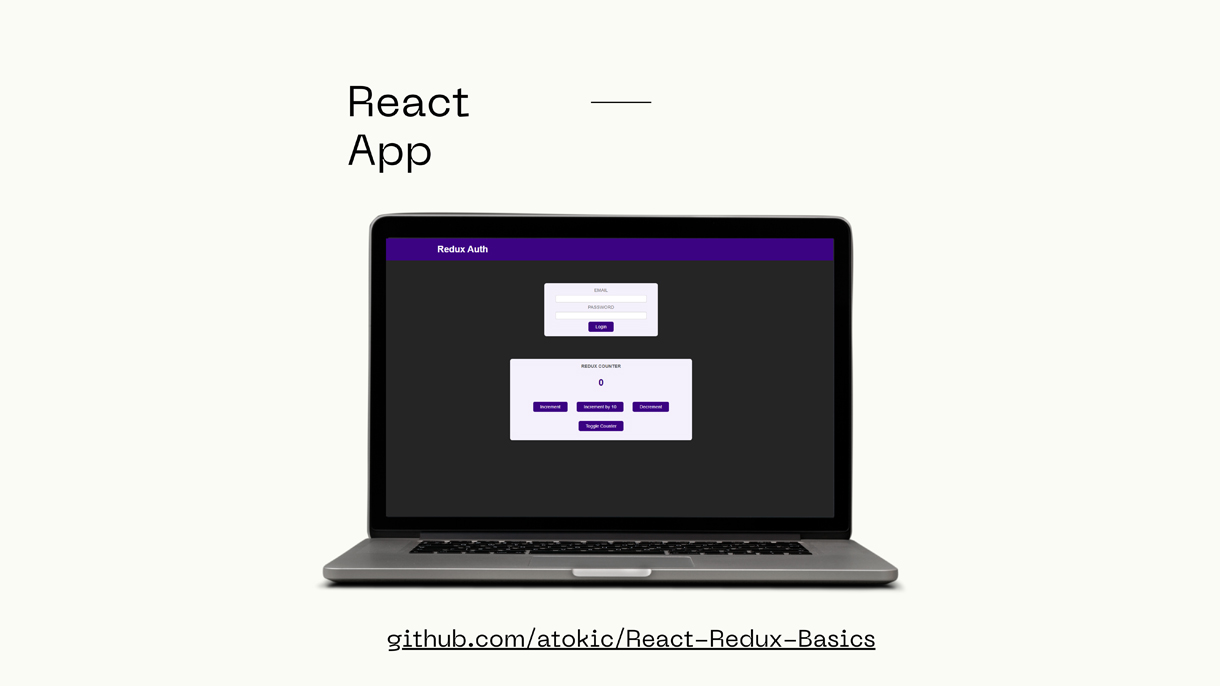 React
App
Redux Auth
EMAIL
PASSWORD
Login
REDUX COUNTER
0
Increment
Increment by 10
Decrement
Toggle Counter
github.com/atokic/React-Redux-Basics